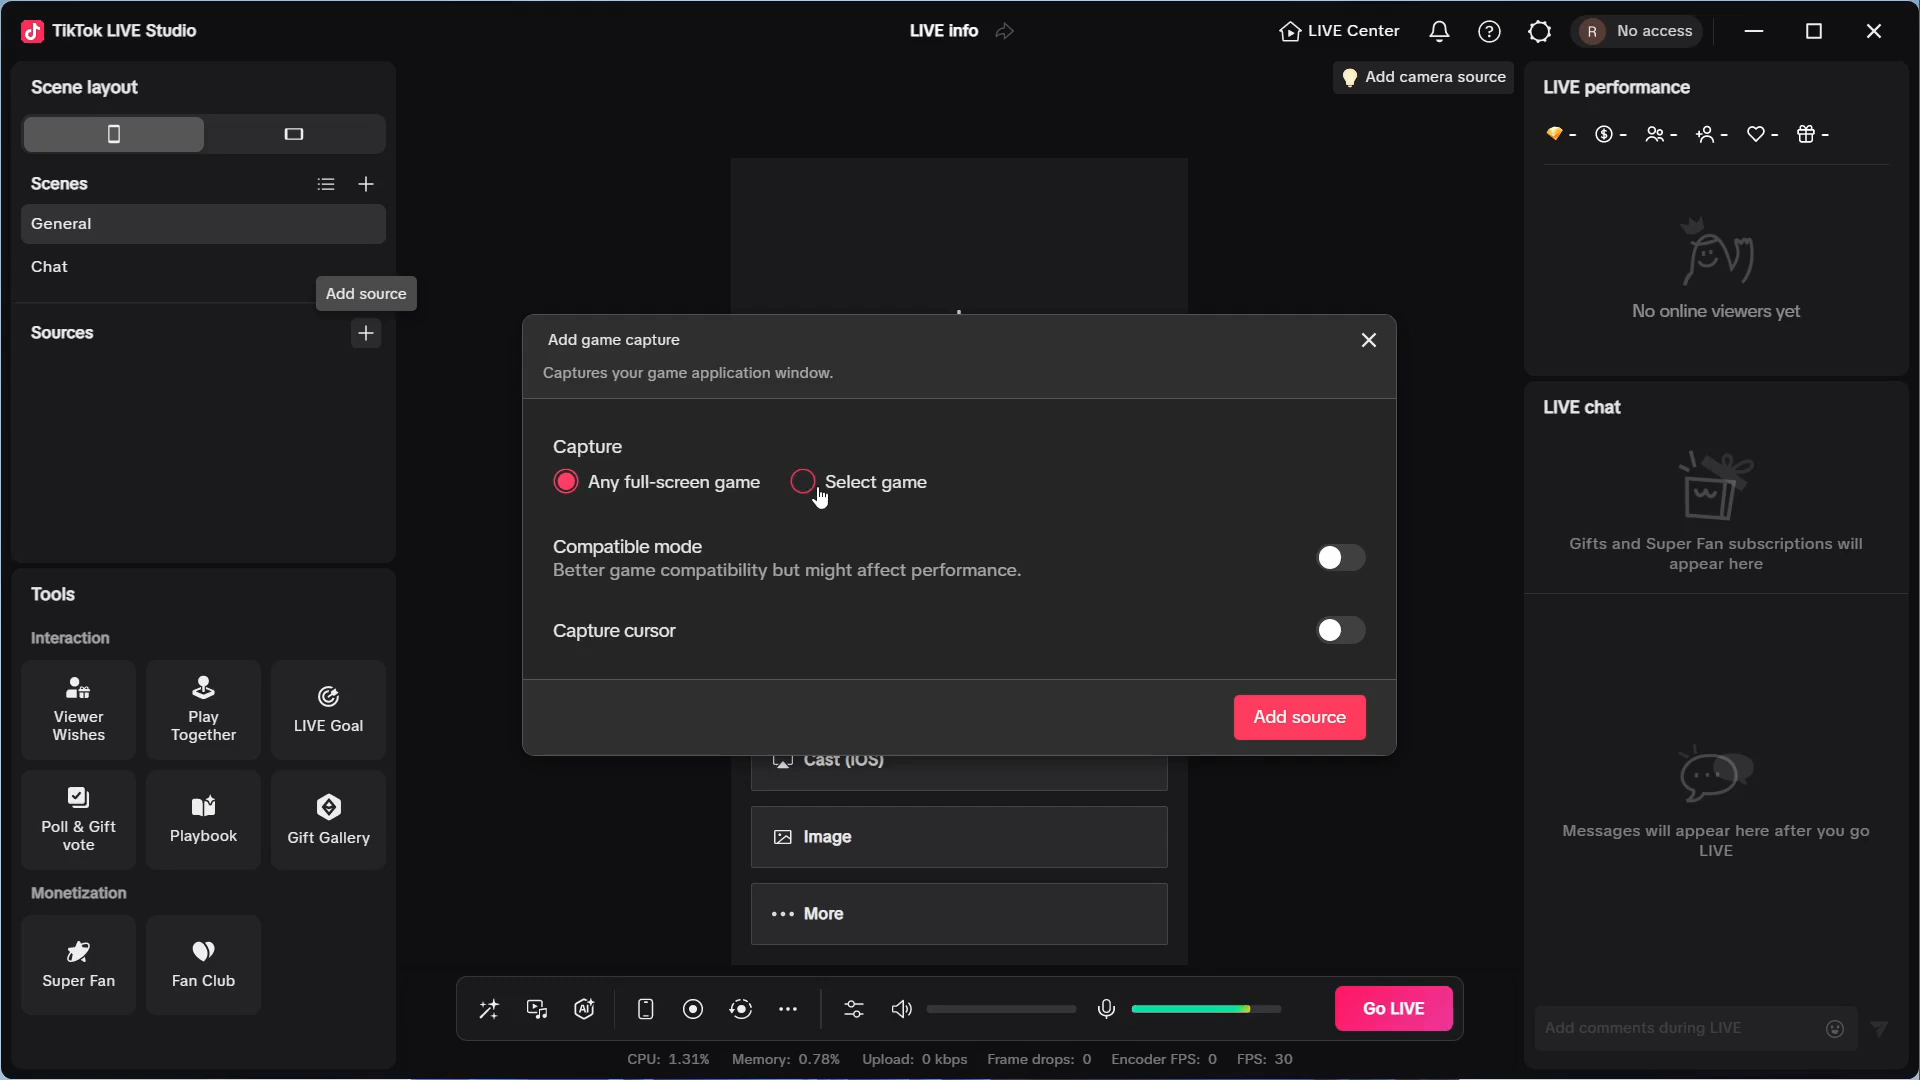 TikTok LIVE Studio
LIVE info
LIVE Center
R No access
Add camera source
Scene layout
Scenes
General
Chat
Add source
Sources
Tools
Interaction
Viewer
Wishes
Play
Together
LIVE Goal
Poll & Gift
vote
Playbook
Gift Gallery
Monetization
Super Fan
Fan Club
Add game capture
Captures your game application window.
Capture
Any full-screen game
Select game
Compatible mode
Better game compatibility but might affect performance.
Capture cursor
Add source
Cast (iOS)
Image
More
AI
Go LIVE
CPU: 1.31% Memory: 0.78% Upload: 0 kbps Frame drops: 0 Encoder FPS: 0 FPS: 30
LIVE performance
- - - - - -
No online viewers yet
LIVE chat
Gifts and Super Fan subscriptions will
appear here
Messages will appear here after you go
LIVE
Add comments during LIVE